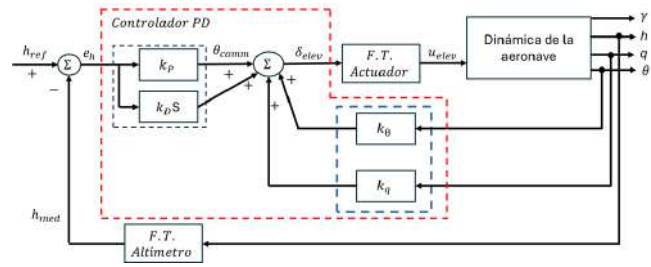 Controlador PD
γ
h
q
θ
h_ref
+
−
Σ
e_h
k_P
k_D S
θ_comm
+
+
Σ
+
+
δ_elev
F.T.
Actuador
u_elev
Dinámica de la
aeronave
k_θ
k_q
h_med
F.T.
Altímetro